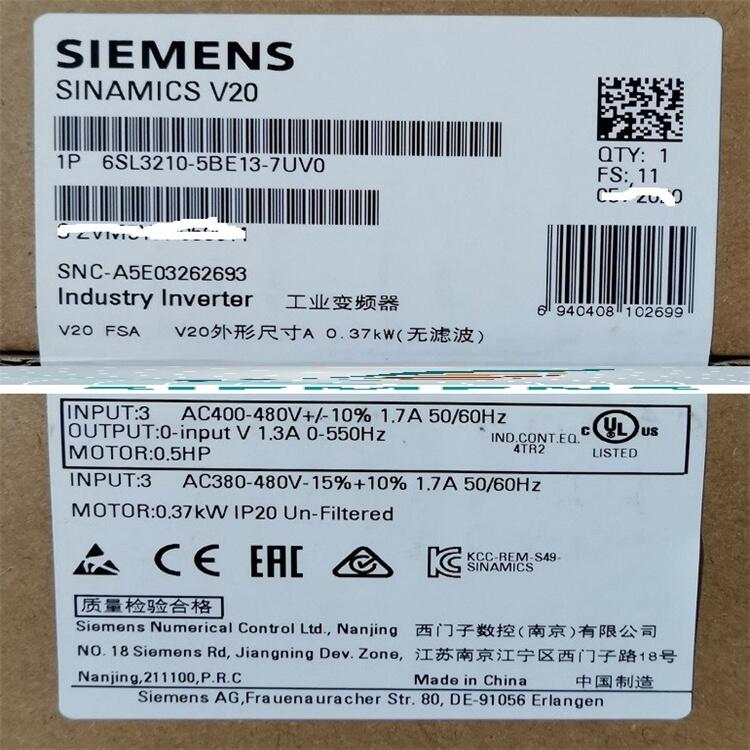 SIEMENS
SINAMICS V20
1P 6SL3210-5BE13-7UV0
QTY: 1
FS: 11
SNC-A5E03262693
Industry Inverter 工业变频器
6 940408 102699
V20 FSA V20外形尺寸A 0.37kW(无滤波)
INPUT:3 AC400-480V+/-10% 1.7A 50/60Hz
OUTPUT:0-input V 1.3A 0-550Hz
MOTOR:0.5HP
IND.CONT.EQ.
4TR2
c UL US
LISTED
INPUT:3 AC380-480V-15%+10% 1.7A 50/60Hz
MOTOR:0.37kW IP20 Un-Filtered
CE EAC
KCC-REM-S49-
SINAMICS
质量检验合格
Siemens Numerical Control Ltd., Nanjing 西门子数控(南京)有限公司
NO. 18 Siemens Rd, Jiangning Dev. Zone, 江苏南京江宁区西门子路18号
Nanjing,211100,P.R.C Made in China 中国制造
Siemens AG,Frauenauracher Str. 80, DE-91056 Erlangen